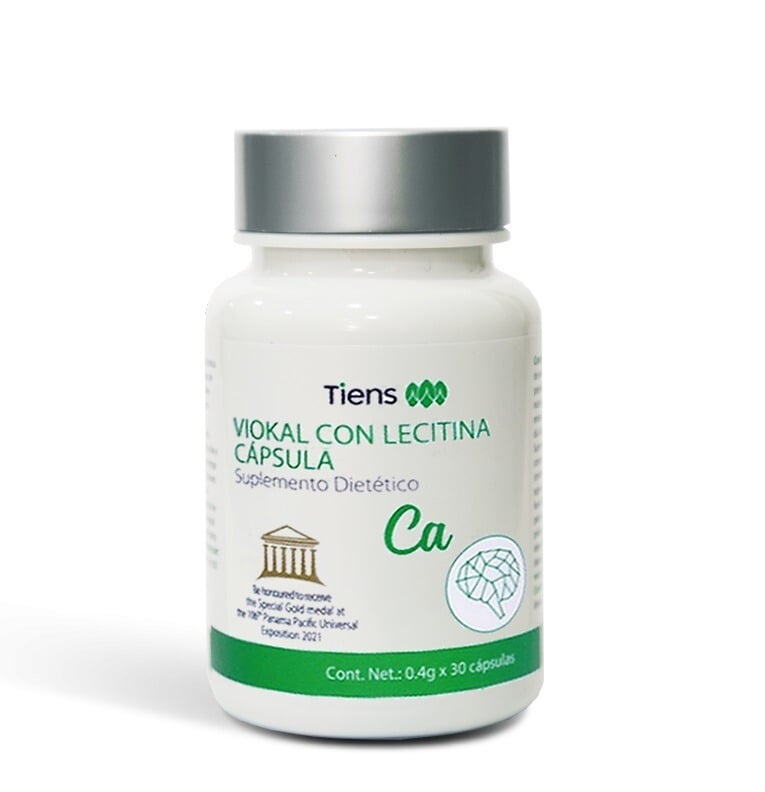 Tiens
VIOKAL CON LECITINA
CÁPSULA
Suplemento Dietético
Ca
Be honoured to receive
the Special Gold medal at
the 106th Panama Pacific Universal
Exposition 2021
Cont. Net.: 0.4g x 30 cápsulas